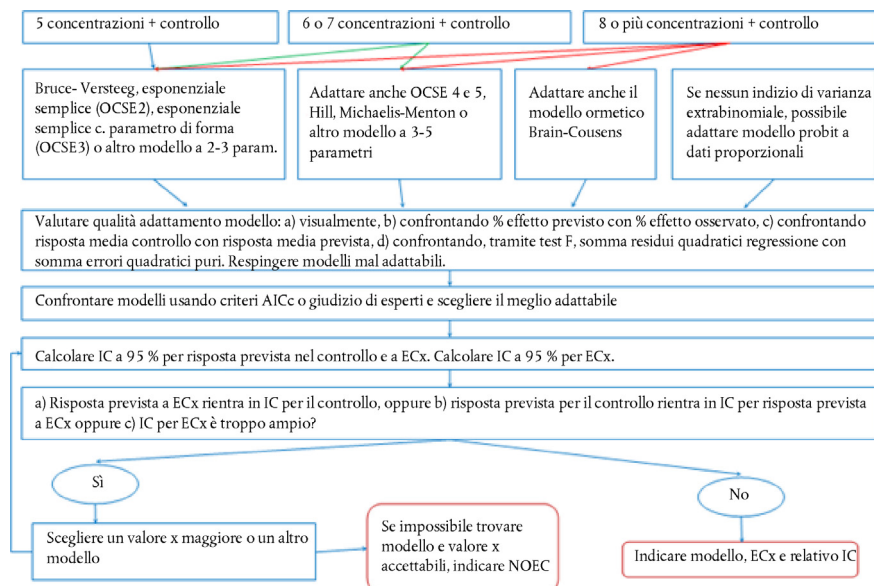 5 concentrazioni + controllo
6 o 7 concentrazioni + controllo
8 o più concentrazioni + controllo
Bruce- Versteeg, esponenziale
semplice (OCSE2), esponenziale
semplice c. parametro di forma
(OCSE3) o altro modello a 2-3 param.
Adattare anche OCSE 4 e 5,
Hill, Michaelis-Menton o
altro modello a 3-5
parametri
Adattare anche il
modello ormetico
Brain-Cousens
Se nessun indizio di varianza
extrabinomiale, possibile
adattare modello probit a
dati proporzionali
Valutare qualità adattamento modello: a) visualmente, b) confrontando % effetto previsto con % effetto osservato, c) confrontando
risposta media controllo con risposta media prevista, d) confrontando, tramite test F, somma residui quadratici regressione con
somma errori quadratici puri. Respingere modelli mal adattabili.
Confrontare modelli usando criteri AICc o giudizio di esperti e scegliere il meglio adattabile
Calcolare IC a 95 % per risposta prevista nel controllo e a ECx. Calcolare IC a 95 % per ECx.
a) Risposta prevista a ECx rientra in IC per il controllo, oppure b) risposta prevista per il controllo rientra in IC per risposta prevista
a ECx oppure c) IC per ECx è troppo ampio?
Sì
No
Scegliere un valore x maggiore o un altro
modello
Se impossibile trovare
modello e valore x
accettabili, indicare NOEC
Indicare modello, ECx e relativo IC